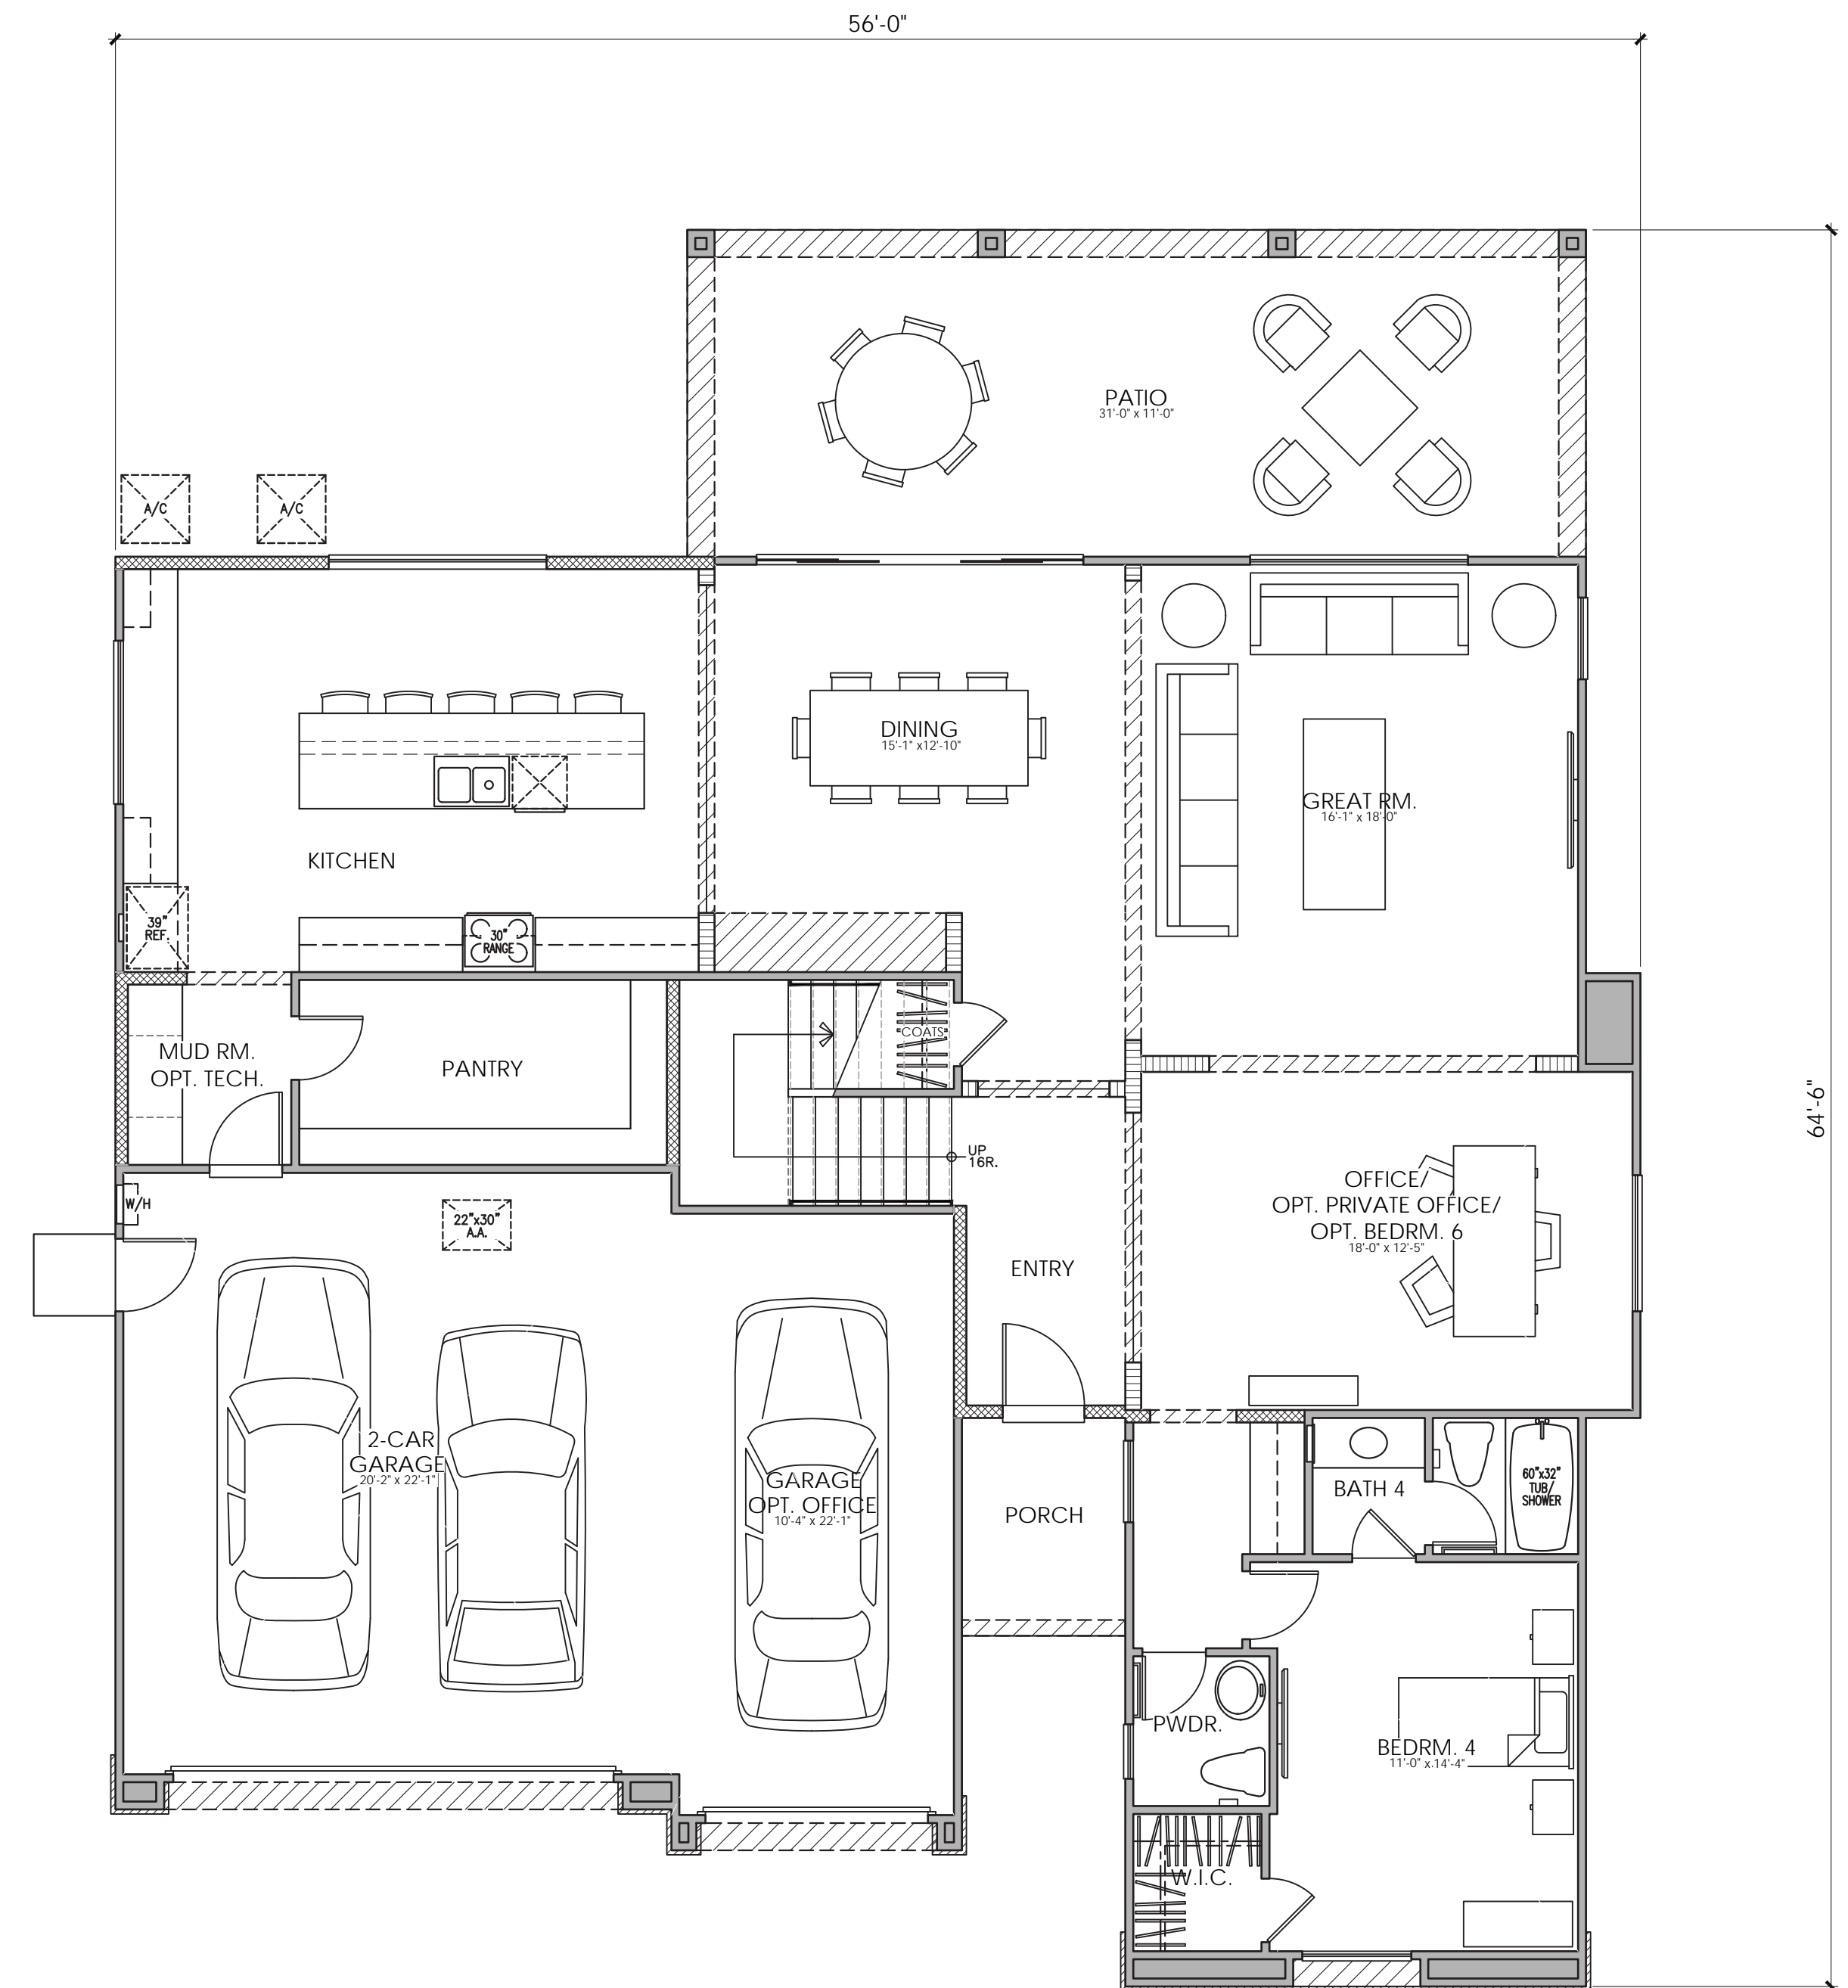 56'-0"
PATIO
31'-0" x 11'-0"
A/C
A/C
DINING
15'-1" x12'-10"
GREAT RM.
16'-1" x 18'-0"
KITCHEN
39"
REF.
30"
RANGE
COATS
MUD RM.
OPT. TECH.
PANTRY
64'-6"
UP
16R.
OFFICE/
OPT. PRIVATE OFFICE/
OPT. BEDRM. 6
18'-0" x 12'-5"
W/H
22"x30"
A.A.
ENTRY
2-CAR
GARAGE
20'-2" x 22'-1"
GARAGE
OPT. OFFICE
10'-4" x 22'-1"
PORCH
BATH 4
60"x32"
TUB/
SHOWER
PWDR.
BEDRM. 4
11'-0" x 14'-4"
W.I.C.